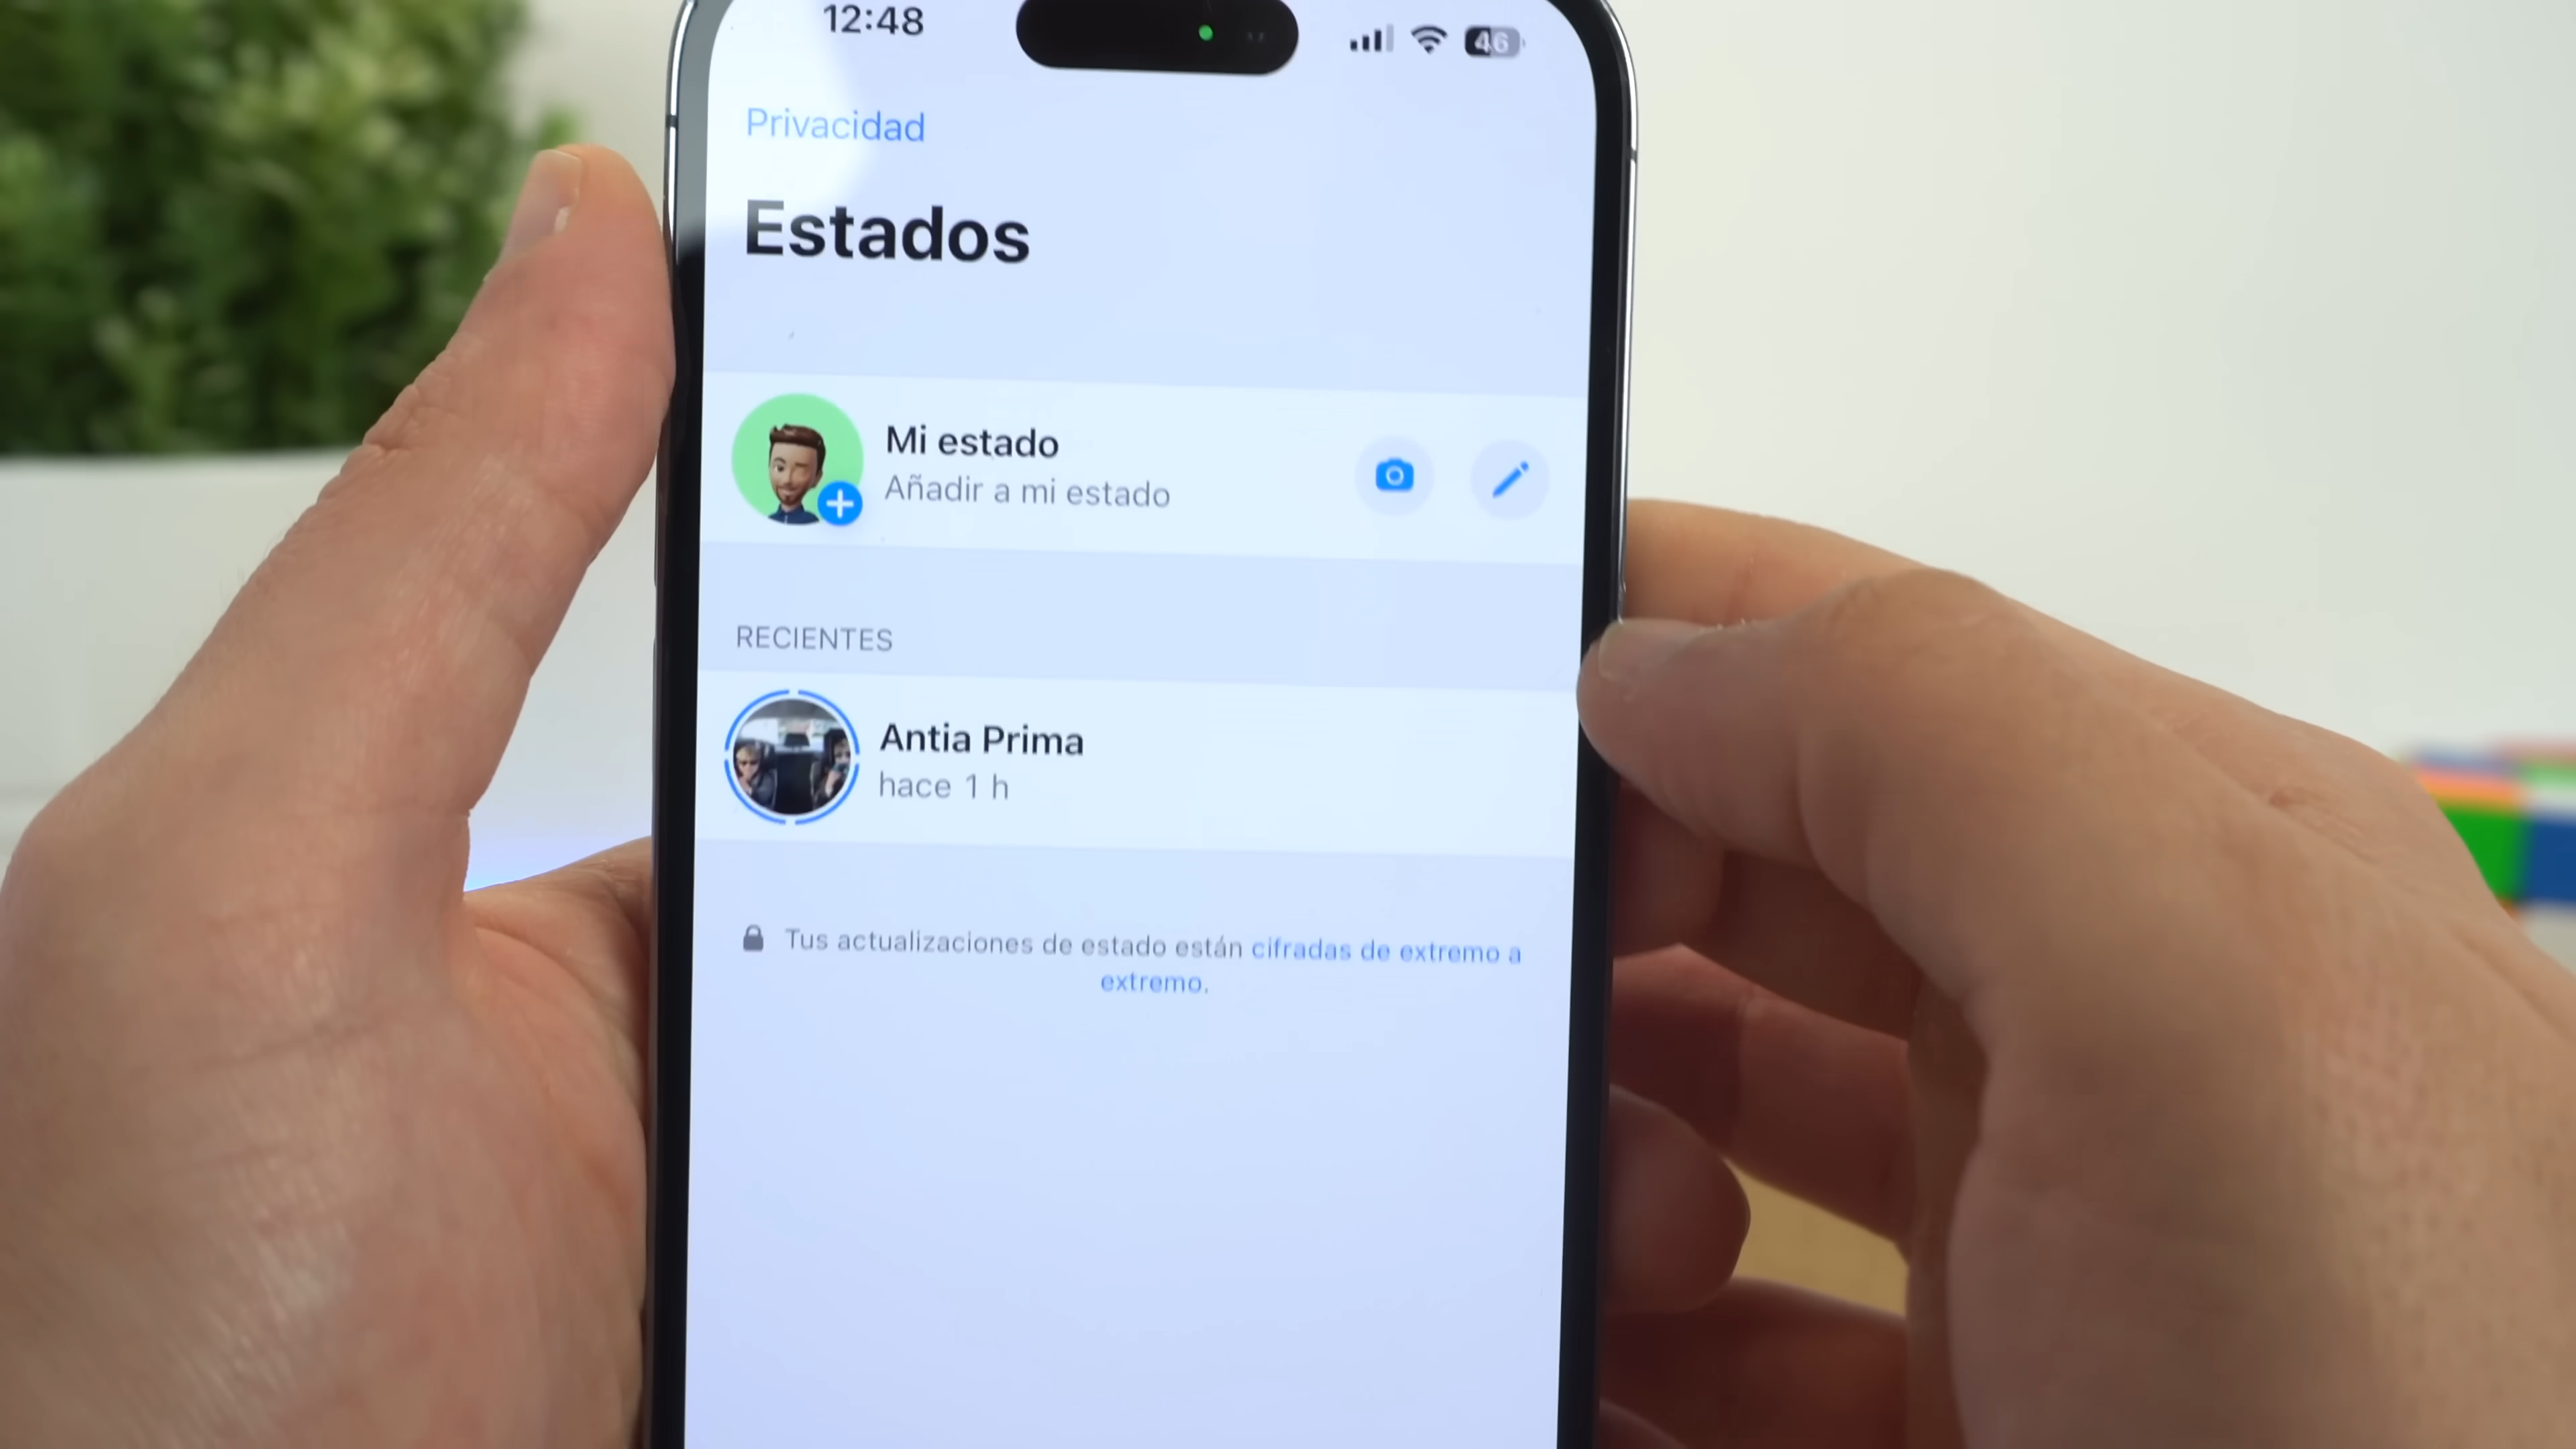 12:48
46
Privacidad
Estados
Mi estado
Añadir a mi estado
RECIENTES
Antia Prima
hace 1 h
Tus actualizaciones de estado están cifradas de extremo a
extremo.